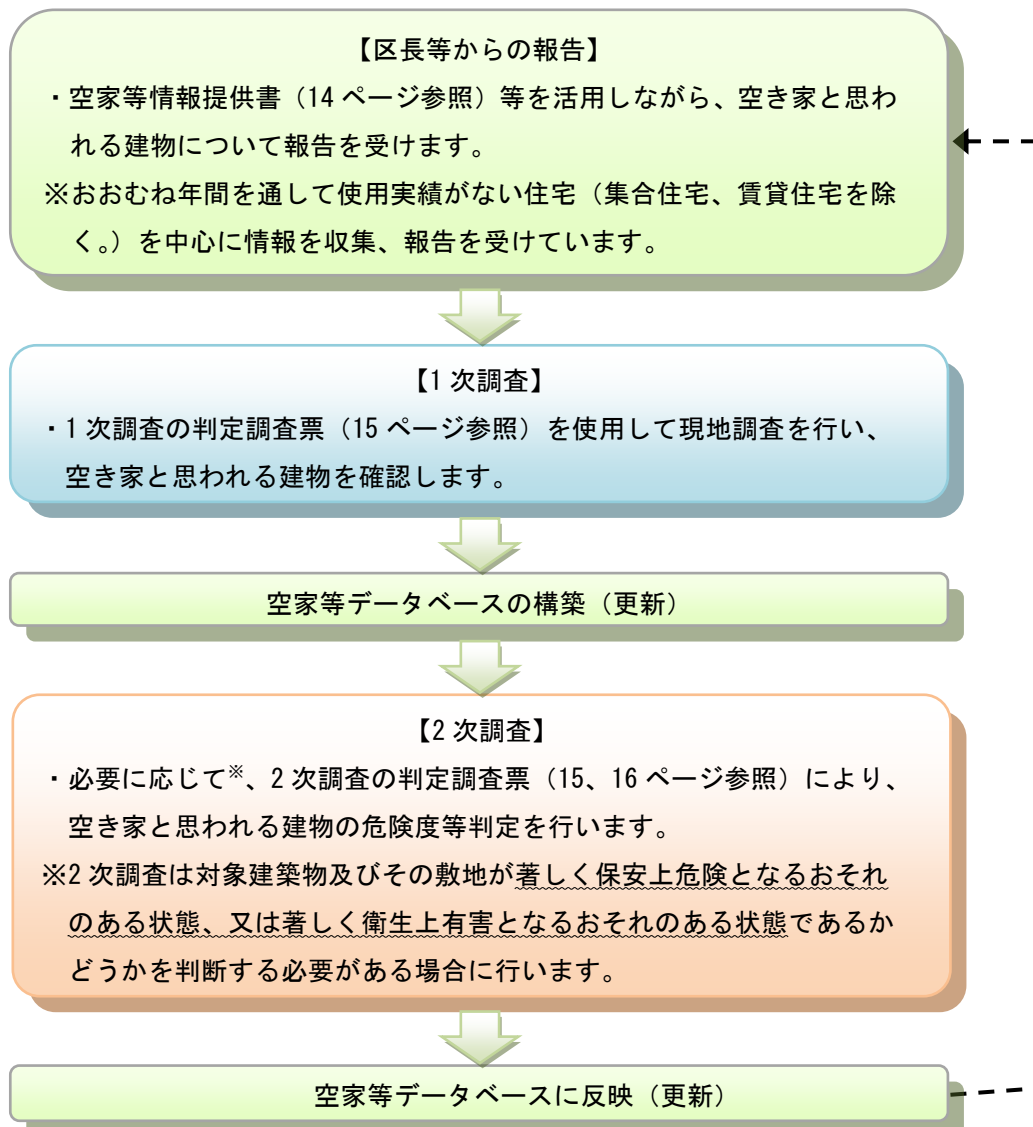 【区長等からの報告】
・空家等情報提供書（14 ページ参照）等を活用しながら、空き家と思わ
れる建物について報告を受けます。
※おおむね年間を通して使用実績がない住宅（集合住宅、賃貸住宅を除
く。）を中心に情報を収集、報告を受けています。
【1 次調査】
・1 次調査の判定調査票（15 ページ参照）を使用して現地調査を行い、
空き家と思われる建物を確認します。
空家等データベースの構築（更新）
【2 次調査】
・必要に応じて※、2 次調査の判定調査票（15、16 ページ参照）により、
空き家と思われる建物の危険度等判定を行います。
※2 次調査は対象建築物及びその敷地が著しく保安上危険となるおそれ
のある状態、又は著しく衛生上有害となるおそれのある状態であるか
どうかを判断する必要がある場合に行います。
空家等データベースに反映（更新）